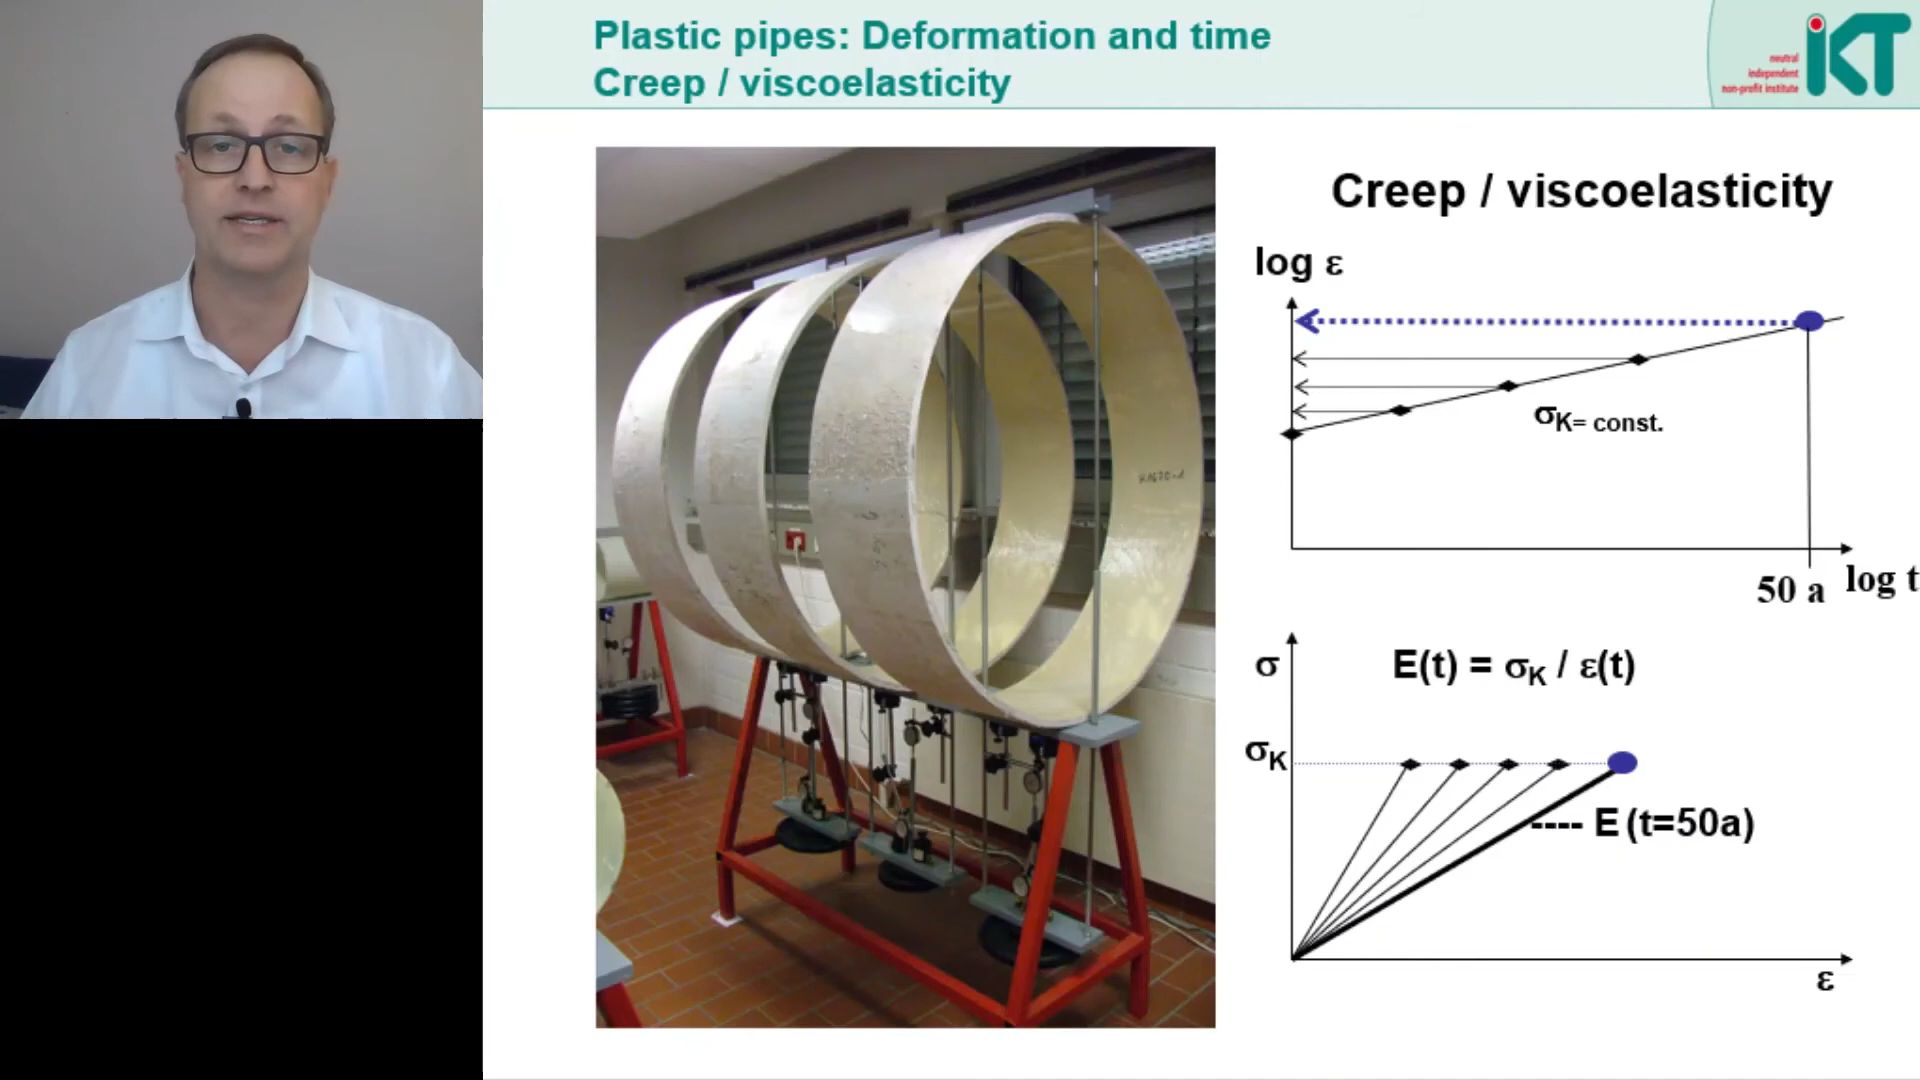 Plastic pipes: Deformation and time
Creep / viscoelasticity
neutral
independent
non-profit institute
iKT
Creep / viscoelasticity
log ε
σK= const.
50 a
log t
σ
E(t) = σK / ε(t)
σK
---- E (t=50a)
ε